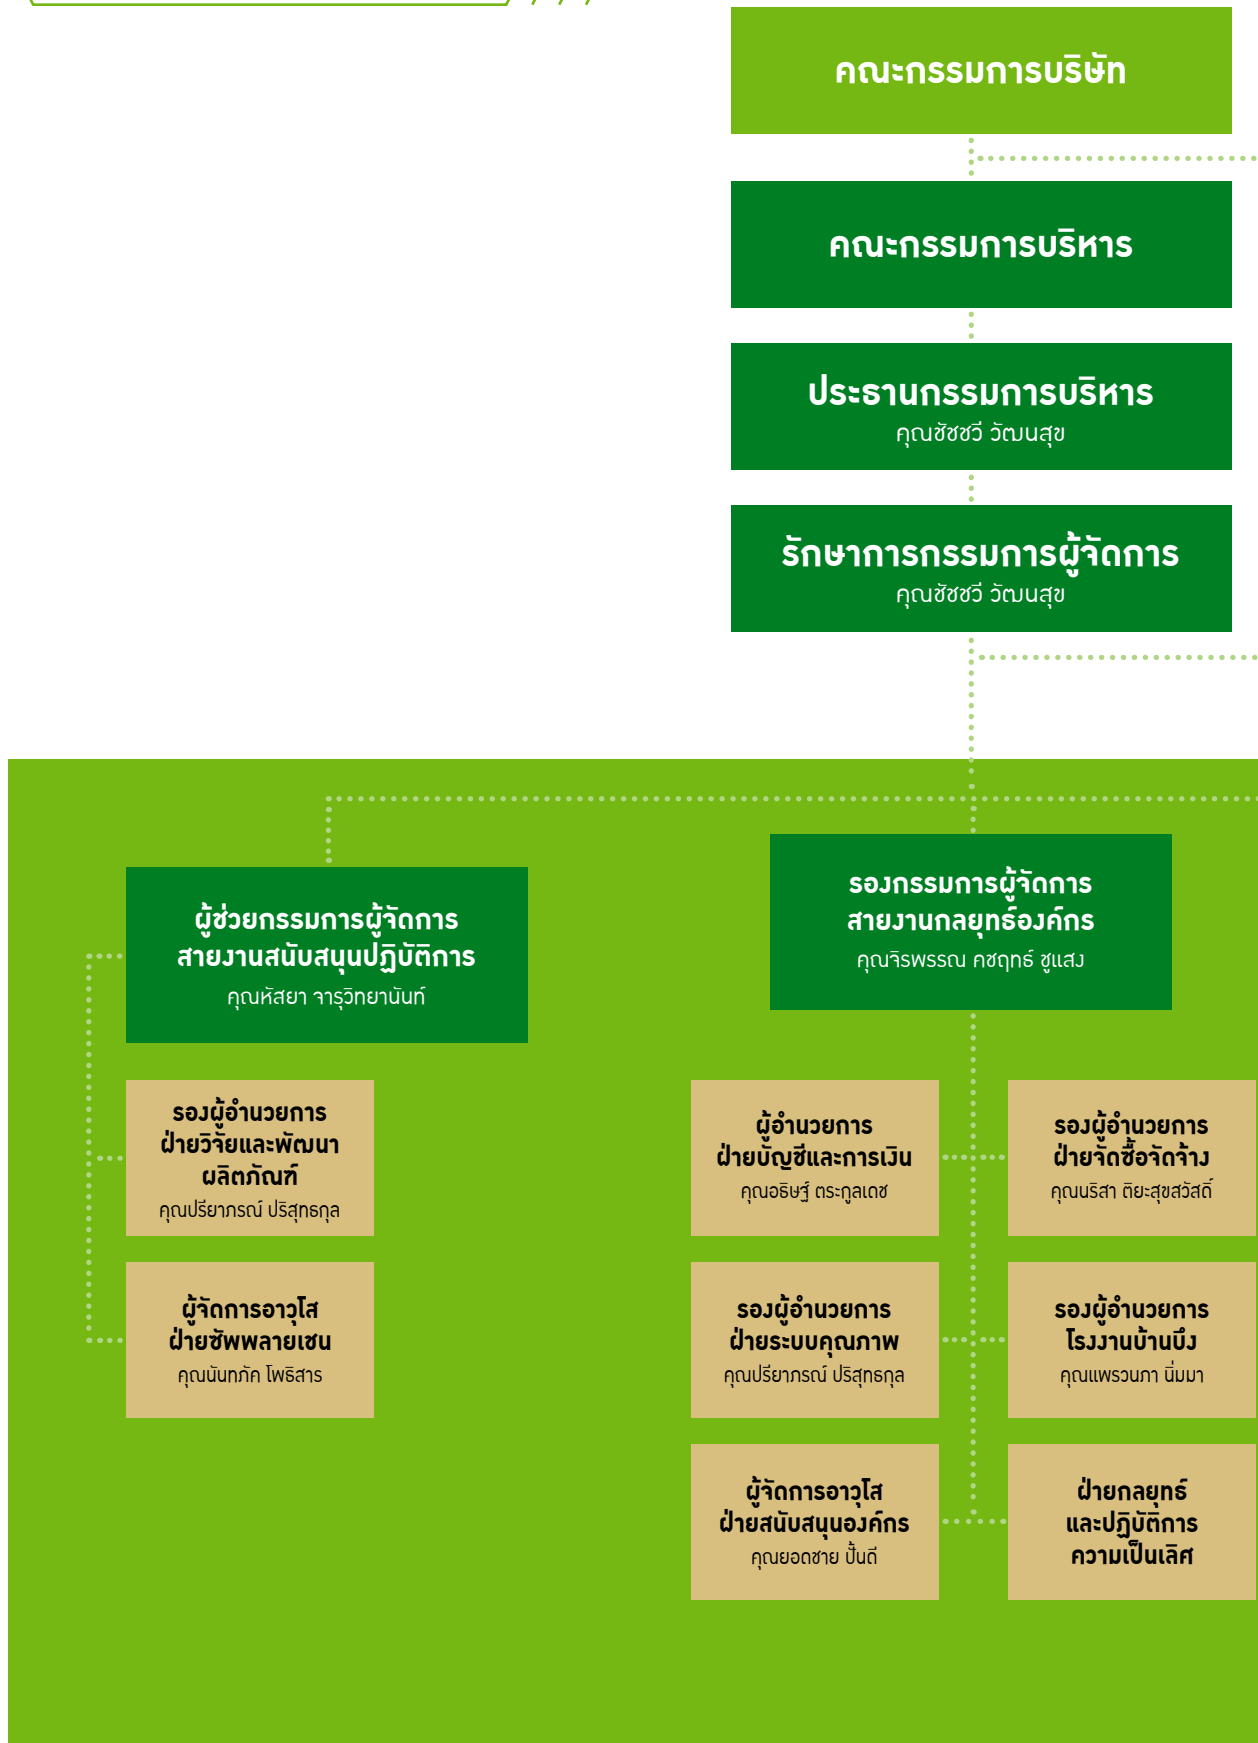 คณะกรรมการบริษัท
คณะกรรมการบริหาร
ประธานกรรมการบริหาร
คุณชัชชวี วัฒนสุข
รักษาการกรรมการผู้จัดการ
คุณชัชชวี วัฒนสุข
ผู้ช่วยกรรมการผู้จัดการ
สายงานสนับสนุนปฏิบัติการ
คุณหัสยา จารุวิทยานันท์
รองผู้อำนวยการ
ฝ่ายวิจัยและพัฒนา
ผลิตภัณฑ์
คุณปรียาภรณ์ ปริสุทธกุล
ผู้จัดการอาวุโส
ฝ่ายซัพพลายเชน
คุณนันทภัค โพธิสาร
รองกรรมการผู้จัดการ
สายงานกลยุทธ์องค์กร
คุณจิรพรรณ คชฤทธ์ ชูแสง
ผู้อำนวยการ
ฝ่ายบัญชีและการเงิน
คุณอธิษฐ์ ตระกูลเดช
รองผู้อำนวยการ
ฝ่ายจัดซื้อจัดจ้าง
คุณนริสา ติยะสุขสวัสดิ์
รองผู้อำนวยการ
ฝ่ายระบบคุณภาพ
คุณปรียาภรณ์ ปริสุทธกุล
รองผู้อำนวยการ
โรงงานบ้านบึง
คุณแพรวนภา นิ่มมา
ผู้จัดการอาวุโส
ฝ่ายสนับสนุนองค์กร
คุณยอดชาย ปั้นดี
ฝ่ายกลยุทธ์
และปฏิบัติการ
ความเป็นเลิศ